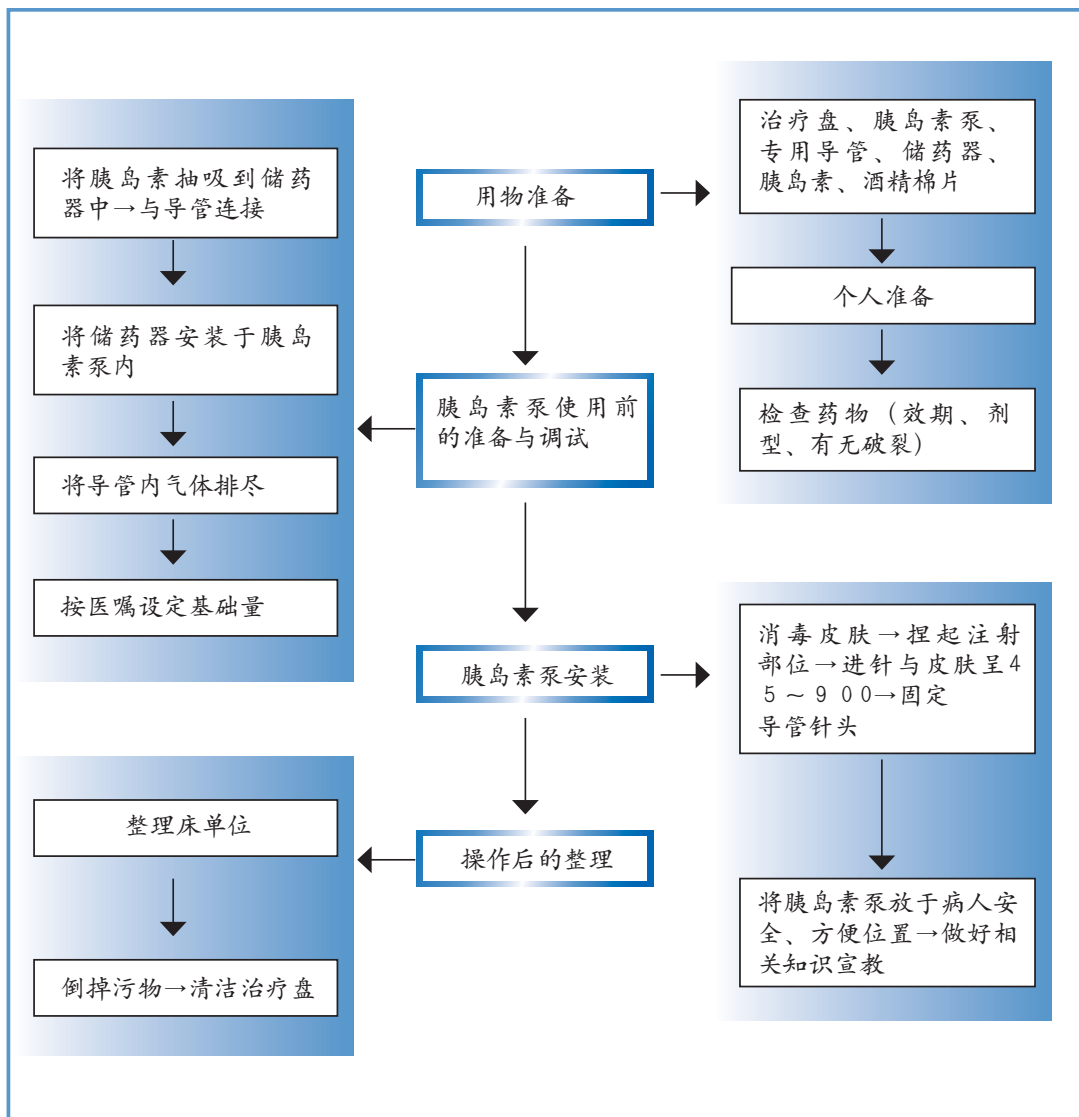 用物准备
治疗盘、胰岛素泵、
专用导管、储药器、
胰岛素、酒精棉片
个人准备
检查药物（效期、剂
型、有无破裂）
胰岛素泵使用前
的准备与调试
将胰岛素抽吸到储药
器中→与导管连接
将储药器安装于胰岛
素泵内
将导管内气体排尽
按医嘱设定基础量
胰岛素泵安装
消毒皮肤→捏起注射
部位→进针与皮肤呈4
5～900→固定
导管针头
将胰岛素泵放于病人安
全、方便位置→做好相
关知识宣教
操作后的整理
整理床单位
倒掉污物→清洁治疗盘